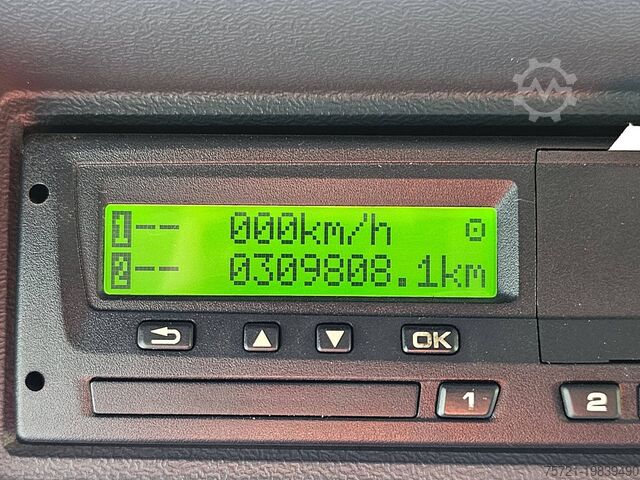 1-- 000km/h
2-- 0309808.1km
OK
1
2
75721-19839490